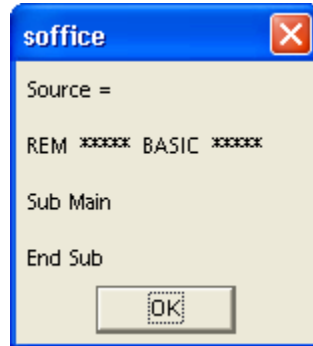 soffice
Source =
REM ***** BASIC *****
Sub Main
End Sub
OK